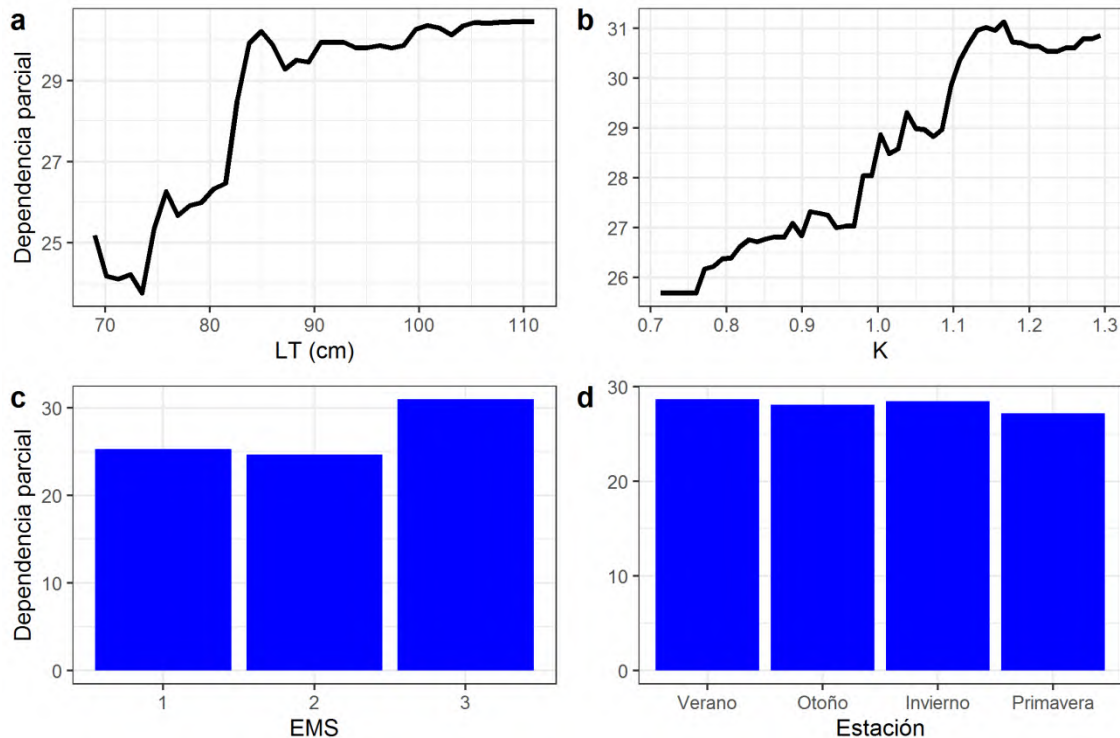 a
Dependencia parcial
29
27
25
70 80 90 100 110
LT (cm)
b
31
30
29
28
27
26
0.7 0.8 0.9 1.0 1.1 1.2 1.3
K
c
Dependencia parcial
30
20
10
0
1 2 3
EMS
d
30
20
10
0
Verano Otoño Invierno Primavera
Estación